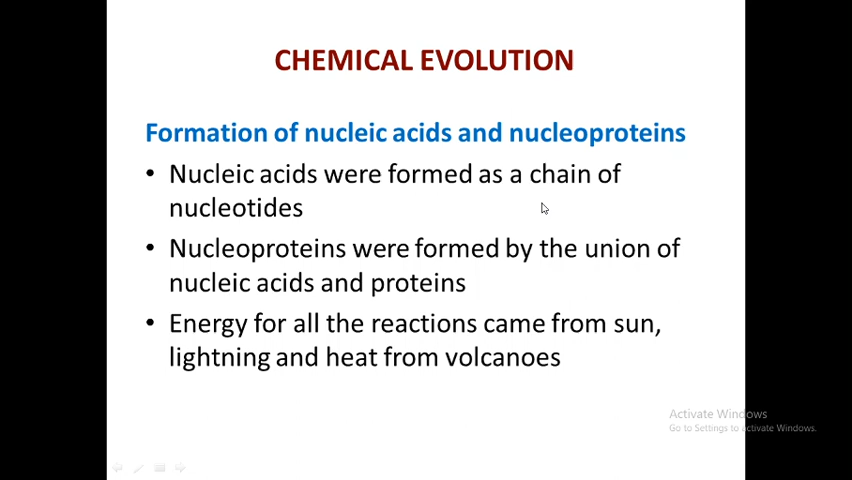 CHEMICAL EVOLUTION
Formation of nucleic acids and nucleoproteins
• Nucleic acids were formed as a chain of
nucleotides
• Nucleoproteins were formed by the union of
nucleic acids and proteins
• Energy for all the reactions came from sun,
lightning and heat from volcanoes
Activate Windows
Go to Settings to activate Windows.